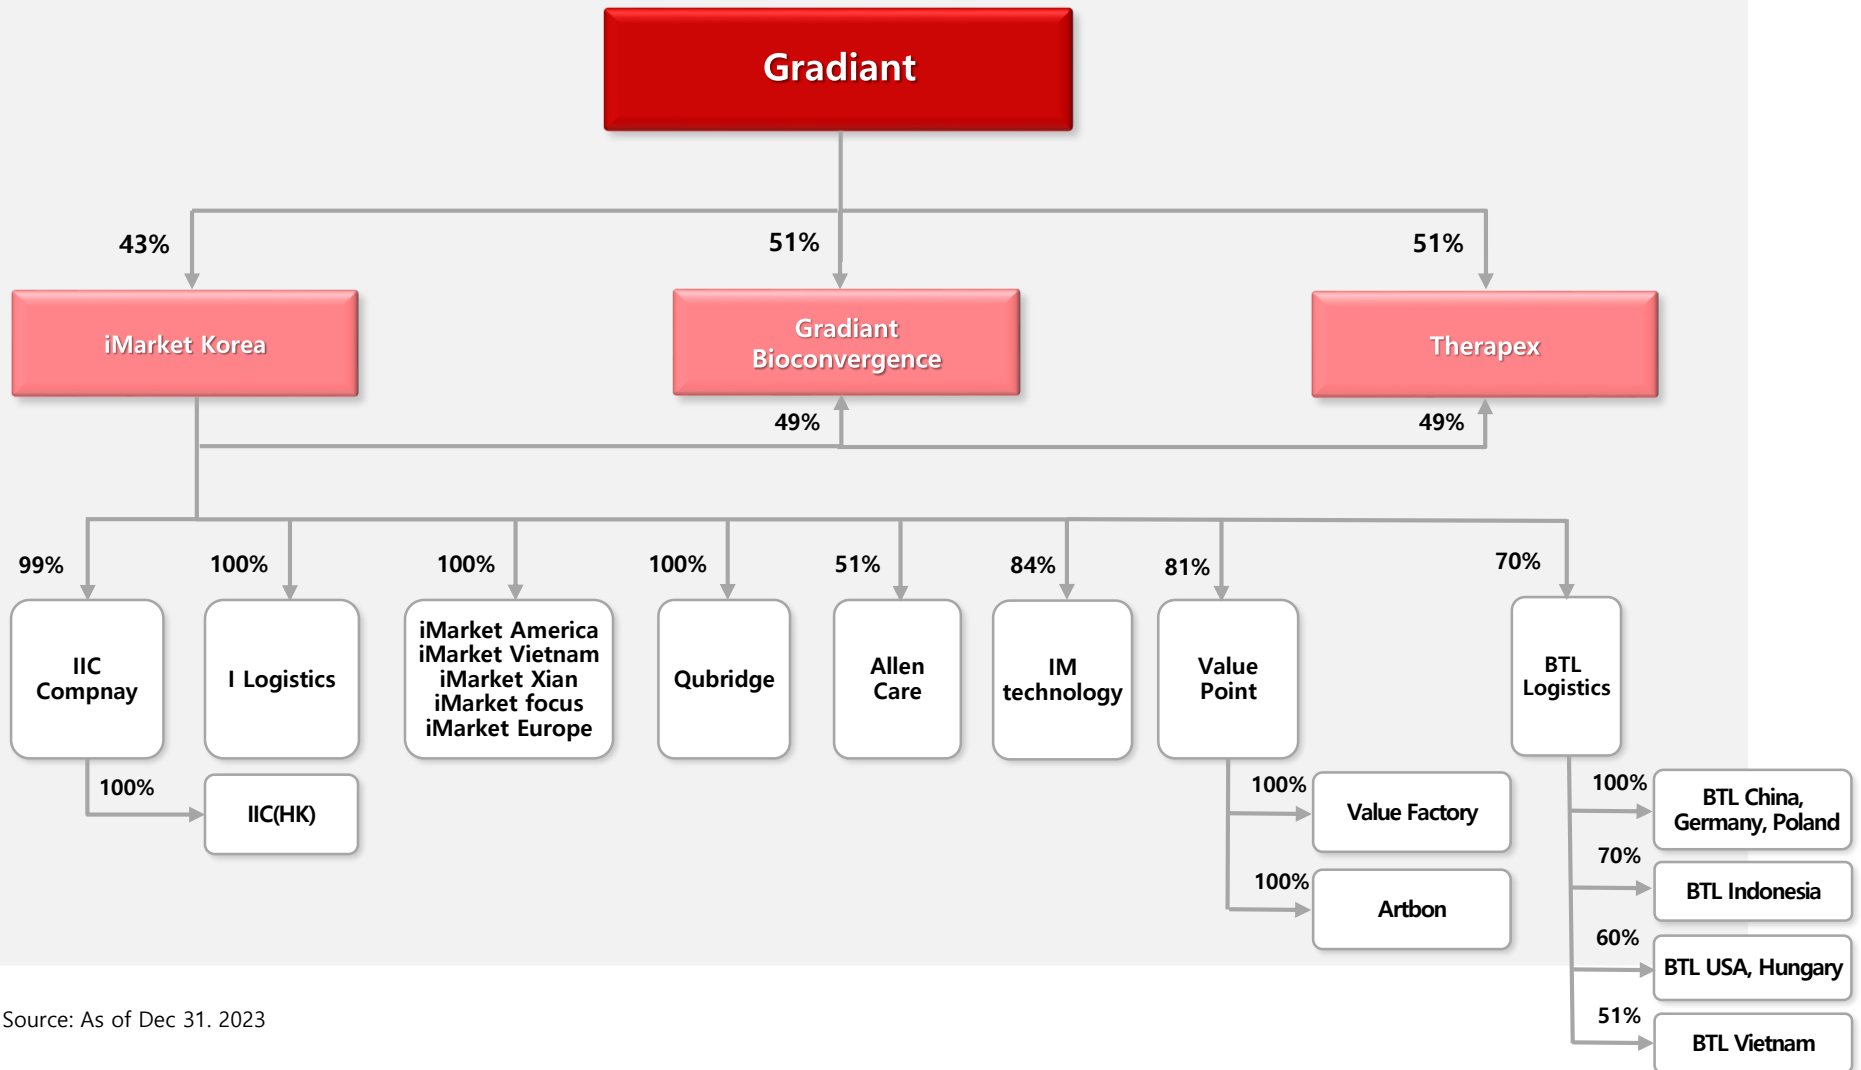 Gradiant
43%
51%
51%
iMarket Korea
Gradiant
Bioconvergence
Therapex
49%
49%
99%
100%
100%
100%
51%
84%
81%
70%
IIC
Compnay
I Logistics
iMarket America
iMarket Vietnam
iMarket Xian
iMarket focus
iMarket Europe
Qubridge
Allen
Care
IM
technology
Value
Point
BTL
Logistics
100%
IIC(HK)
100%
Value Factory
100%
Artbon
100%
BTL China,
Germany, Poland
70%
BTL Indonesia
60%
BTL USA, Hungary
51%
BTL Vietnam
Source: As of Dec 31. 2023